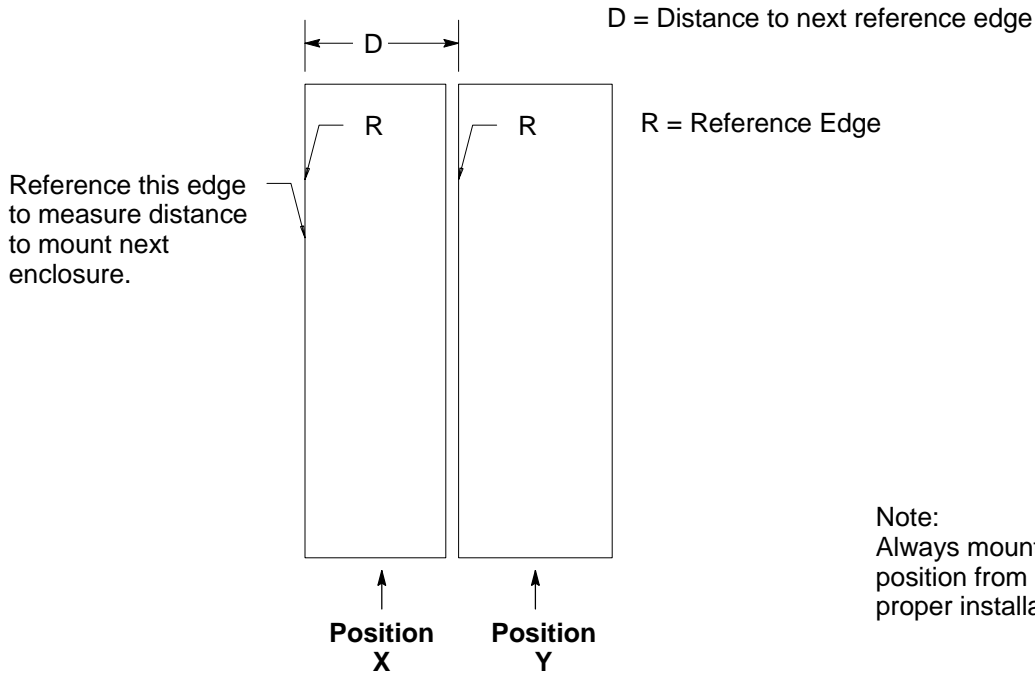 D = Distance to next reference edge
D
R
R
R = Reference Edge
Reference this edge
to measure distance
to mount next
enclosure.
Note:
Always mount
position from
proper installa
Position
X
Position
Y